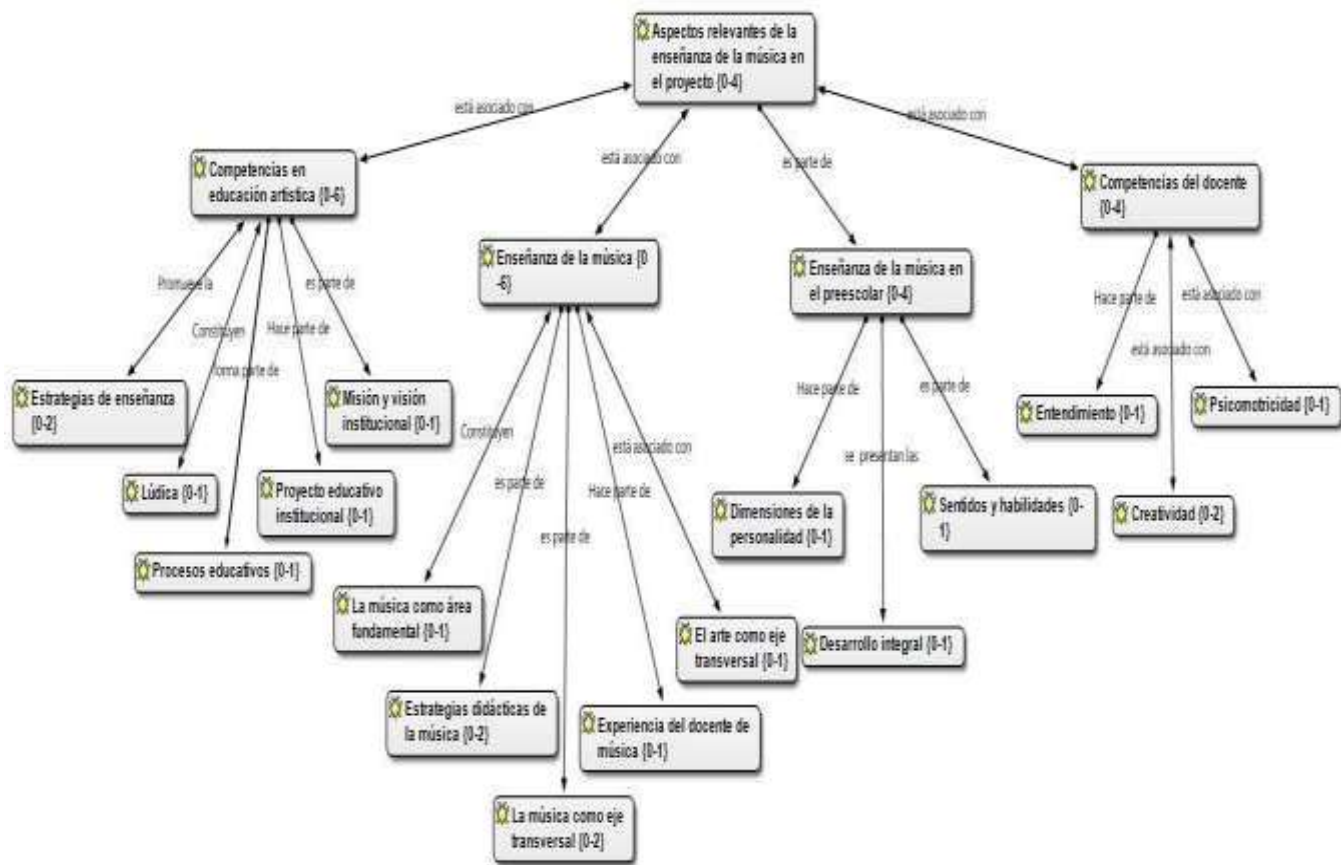 Aspectos relevantes de la
enseñanza de la música en
el proyecto {0-4}
está asociado con
está asociado con
es parte de
está asociado con
Competencias en
educación artística {0-6}
Enseñanza de la música {0
-6}
Enseñanza de la música en
el preescolar {0-4}
Competencias del docente
{0-4}
Promueve la
Constituyen
forma parte de
Hace parte de
es parte de
Estrategias de enseñanza
{0-2}
Lúdica {0-1}
Procesos educativos {0-1}
Proyecto educativo
institucional {0-1}
Misión y visión
institucional {0-1}
Constituyen
es parte de
es parte de
Hace parte de
está asociado con
La música como área
fundamental {0-1}
Estrategias didácticas de
la música {0-2}
La música como eje
transversal {0-2}
Experiencia del docente de
música {0-1}
El arte como eje
transversal {0-1}
Hace parte de
se presentan las
es parte de
Dimensiones de la
personalidad {0-1}
Desarrollo integral {0-1}
Sentidos y habilidades {0-
1}
Hace parte de
está asociado con
está asociado con
Entendimiento {0-1}
Creatividad {0-2}
Psicomotricidad {0-1}